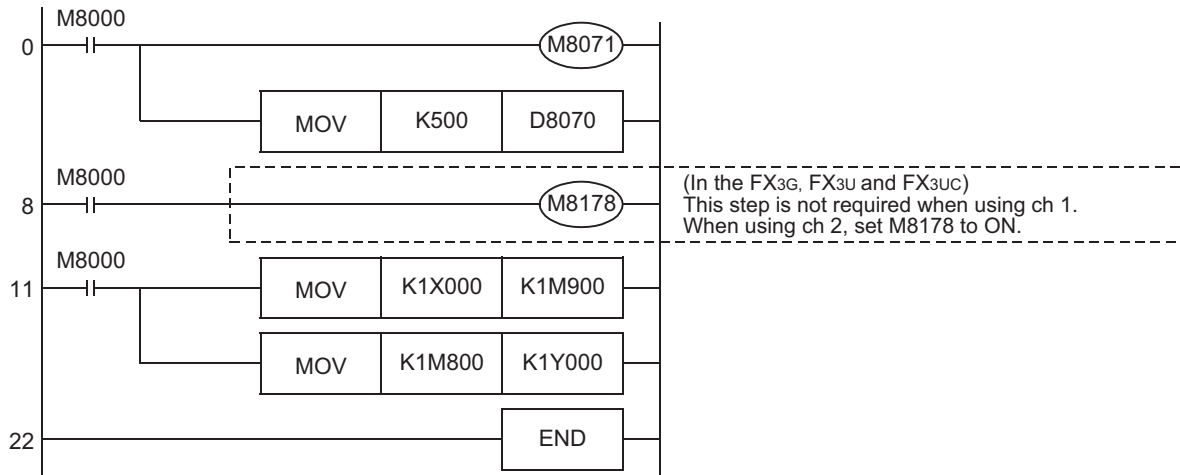 M8000
0 M8071
MOV K500 D8070
M8000
8 M8178
(In the FX3G, FX3U and FX3UC)
This step is not required when using ch 1.
When using ch 2, set M8178 to ON.
M8000
11 MOV K1X000 K1M900
MOV K1M800 K1Y000
22 END